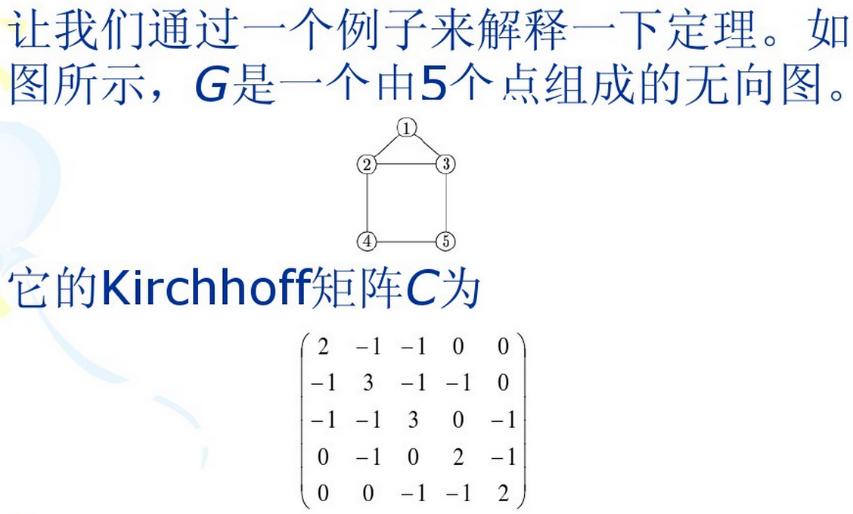 让我们通过一个例子来解释一下定理。如
图所示，G是一个由5个点组成的无向图。
①
② ③
④ ⑤
它的Kirchhoff矩阵C为
2 -1 -1 0 0
-1 3 -1 -1 0
-1 -1 3 0 -1
0 -1 0 2 -1
0 0 -1 -1 2